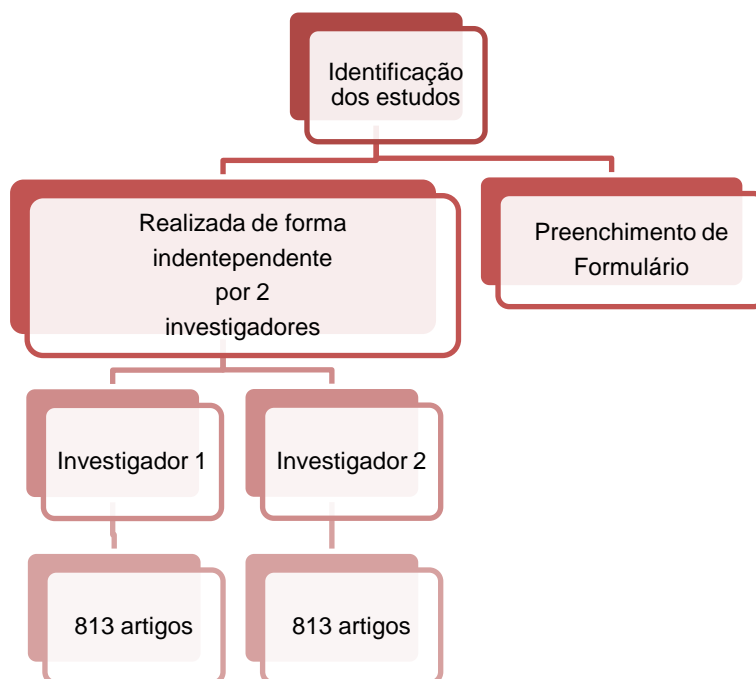 Identificação
dos estudos
Realizada de forma
indentependente
por 2
investigadores
Preenchimento de
Formulário
Investigador 1
Investigador 2
813 artigos
813 artigos